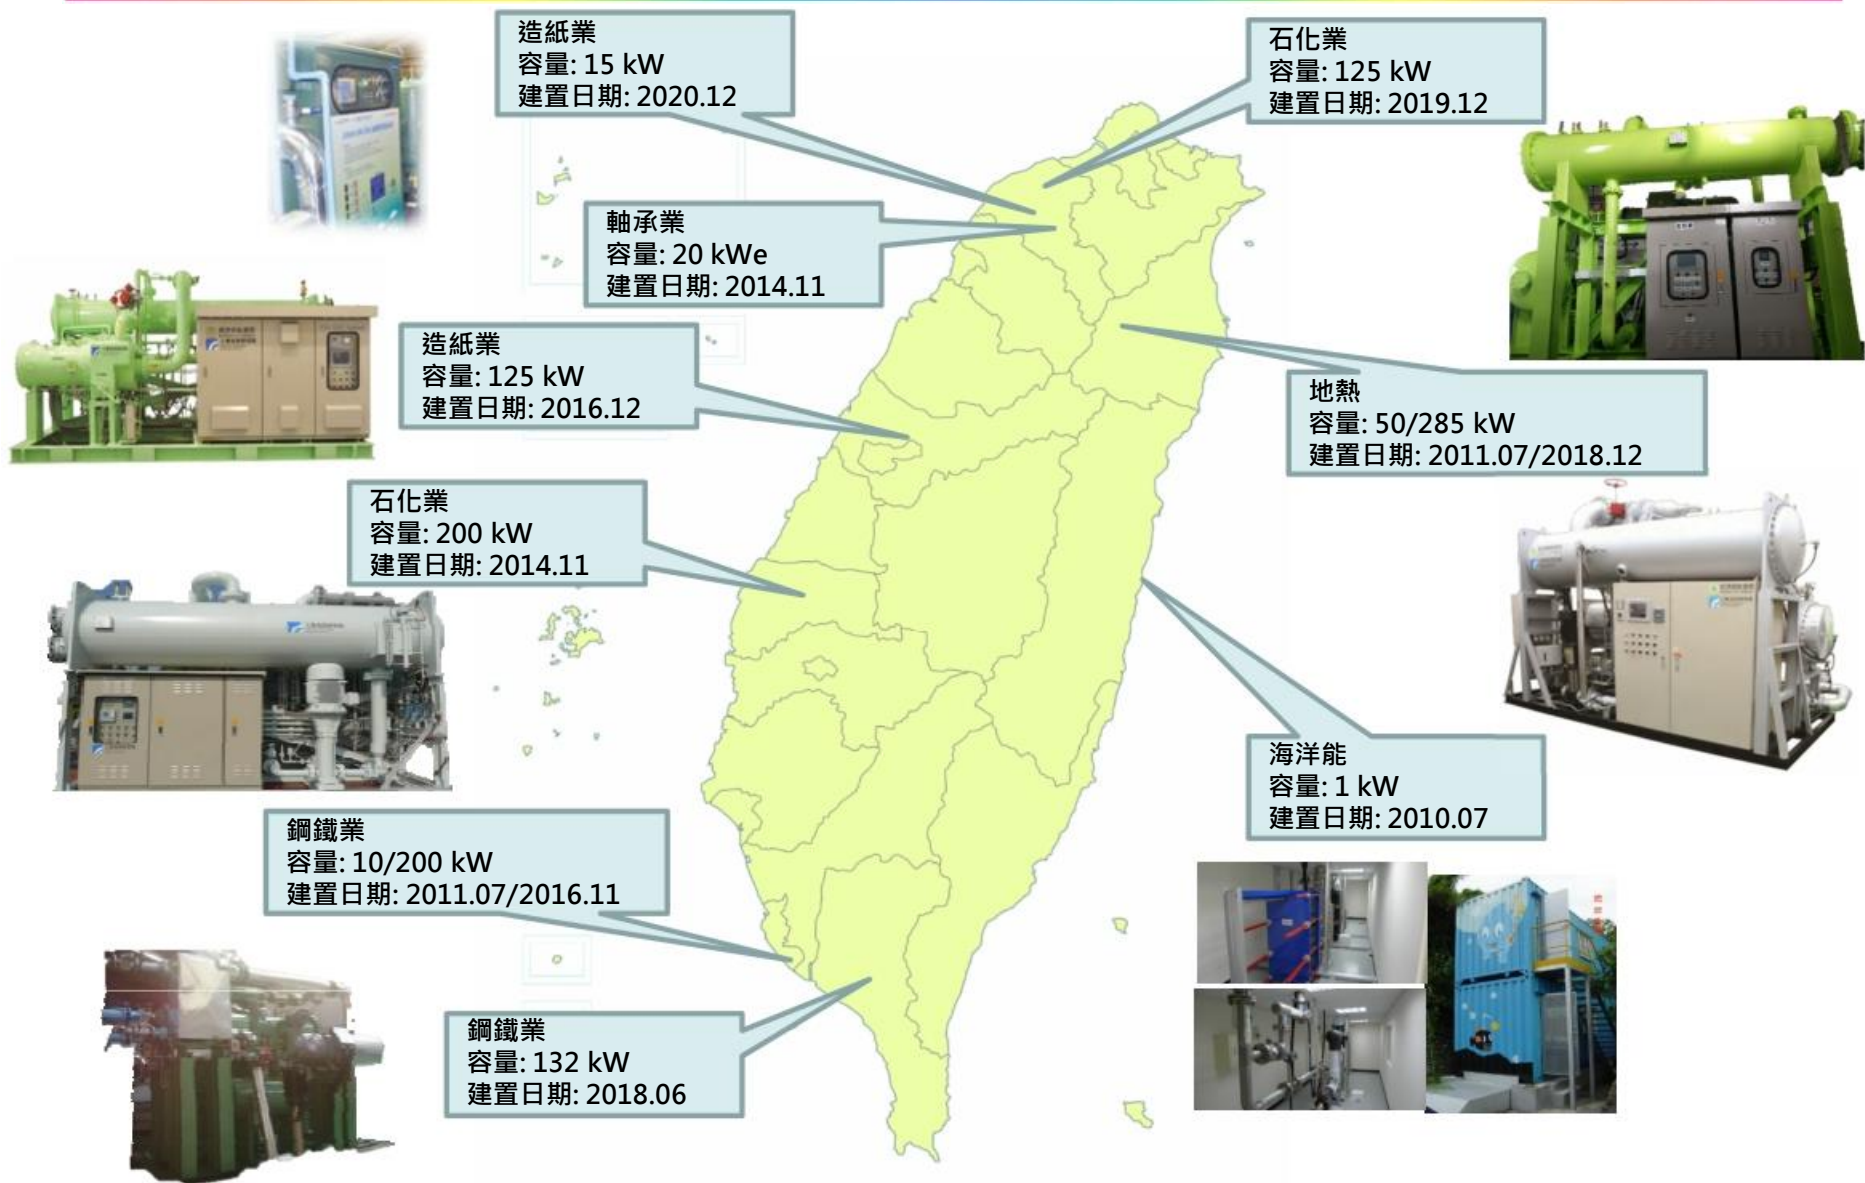 造紙業
容量: 15 kW
建置日期: 2020.12
石化業
容量: 125 kW
建置日期: 2019.12
軸承業
容量: 20 kWe
建置日期: 2014.11
造紙業
容量: 125 kW
建置日期: 2016.12
地熱
容量: 50/285 kW
建置日期: 2011.07/2018.12
石化業
容量: 200 kW
建置日期: 2014.11
海洋能
容量: 1 kW
建置日期: 2010.07
鋼鐵業
容量: 10/200 kW
建置日期: 2011.07/2016.11
鋼鐵業
容量: 132 kW
建置日期: 2018.06